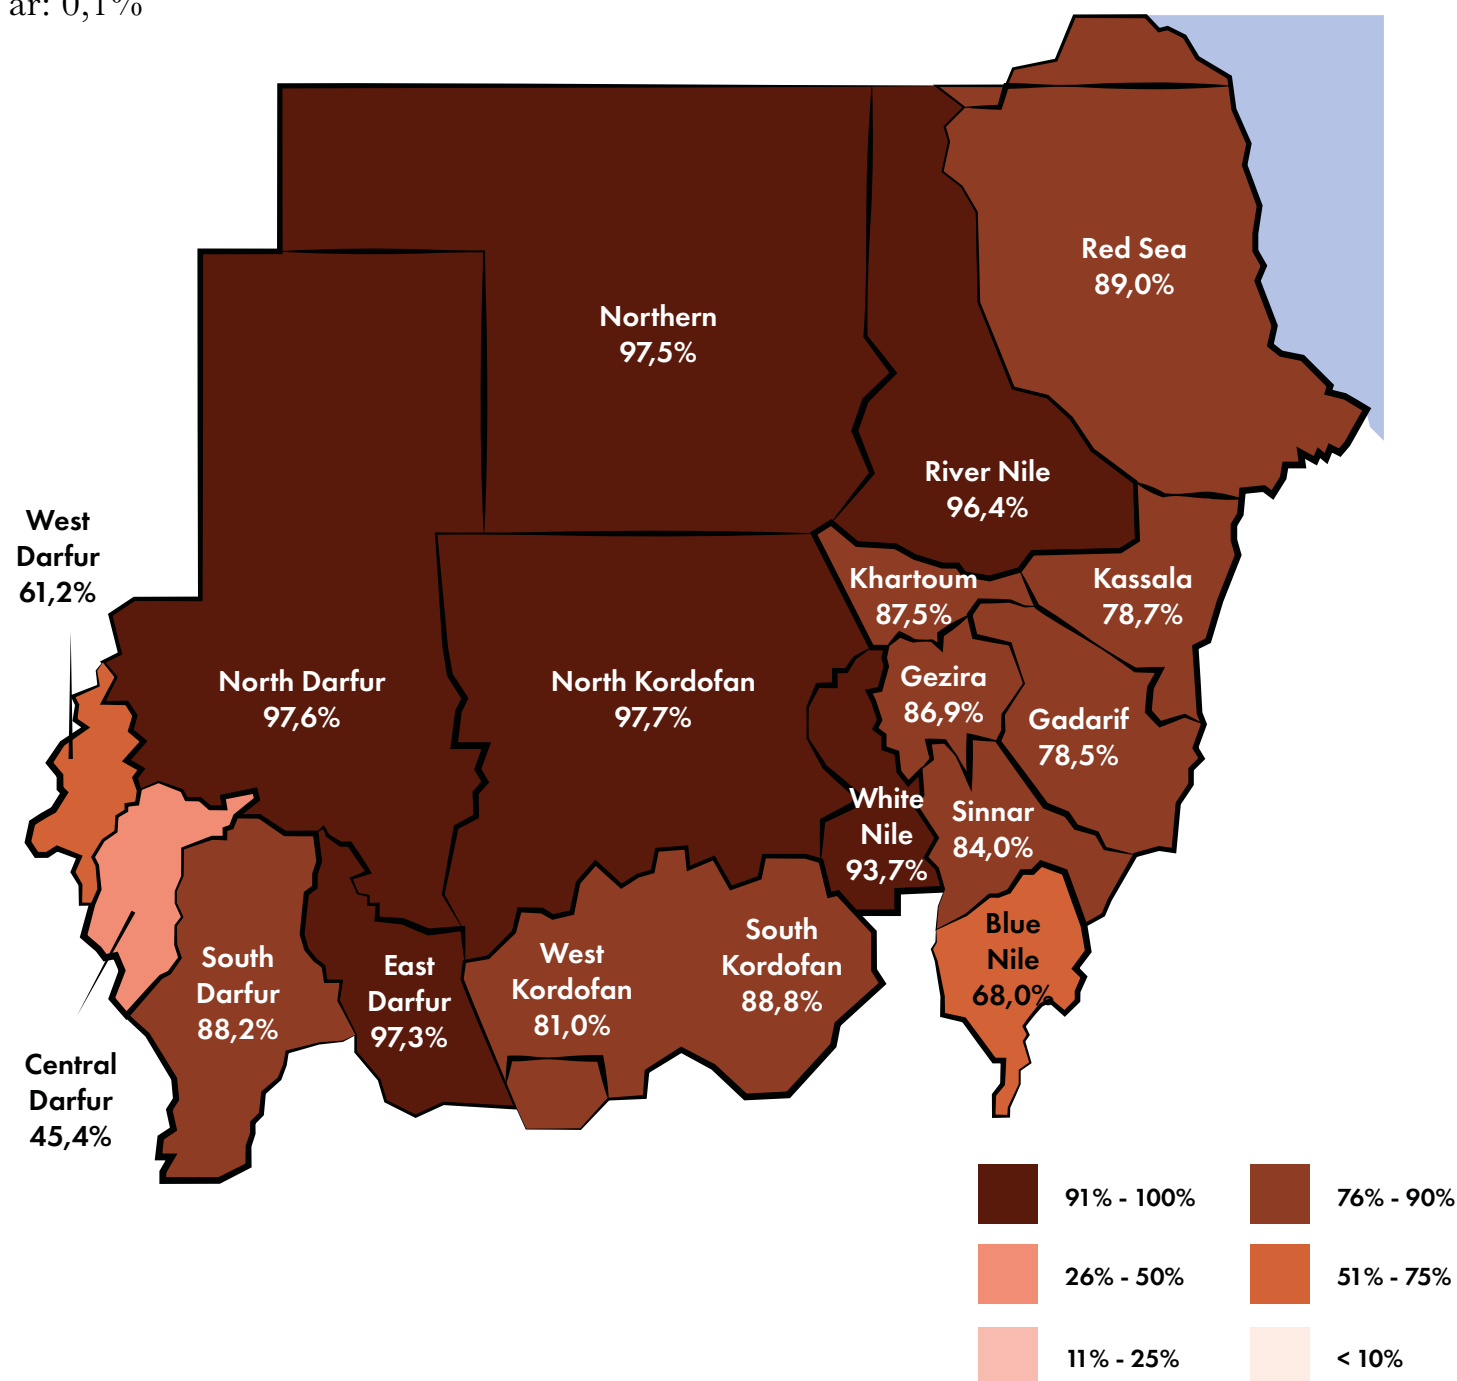 ar: 0,1%
Red Sea
89,0%
Northern
97,5%
River Nile
96,4%
West
Darfur
61,2%
Khartoum
87,5%
Kassala
78,7%
North Darfur
97,6%
North Kordofan
97,7%
Gezira
86,9%
Gadarif
78,5%
White
Nile
93,7%
Sinnar
84,0%
Blue
Nile
68,0%
South
Kordofan
88,8%
West
Kordofan
81,0%
South
Darfur
88,2%
East
Darfur
97,3%
Central
Darfur
45,4%
91% - 100%
76% - 90%
26% - 50%
51% - 75%
11% - 25%
< 10%